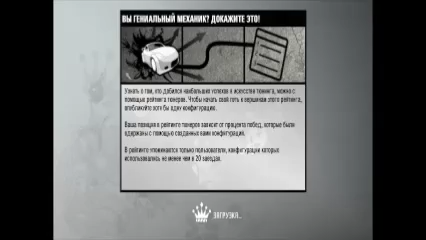 ВЫ ГЕНИАЛЬНЫЙ МЕХАНИК? ДОКАЖИТЕ ЭТО!
Узнать о том, кто добился наибольших успехов в искусстве тюнинга, можно с
помощью рейтинга тюнеров. Чтобы начать свой путь к вершинам этого рейтинга,
опубликуйте хотя бы одну конфигурацию.
Ваша позиция в рейтинге тюнеров зависит от процента побед, которые были
одержаны с помощью созданных вами конфигураций.
В рейтинге упоминаются только пользователи, конфигурации которых
использовались не менее чем в 20 заездах.
ЗАГРУЗКА...